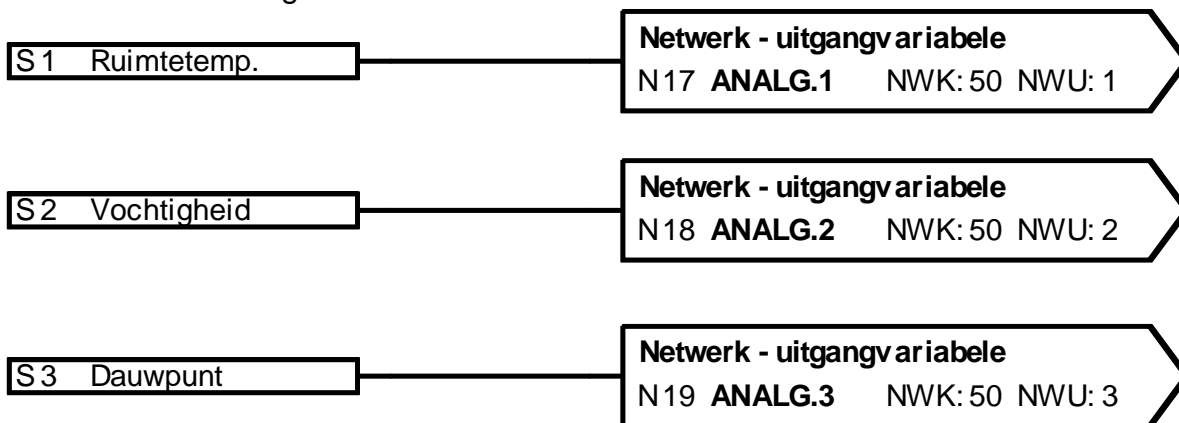 S1 Ruimtetemp.
Netwerk - uitgangvariabele
N17 ANALG.1 NWK: 50 NWU: 1
S2 Vochtigheid
Netwerk - uitgangvariabele
N18 ANALG.2 NWK: 50 NWU: 2
S3 Dauwpunt
Netwerk - uitgangvariabele
N19 ANALG.3 NWK: 50 NWU: 3